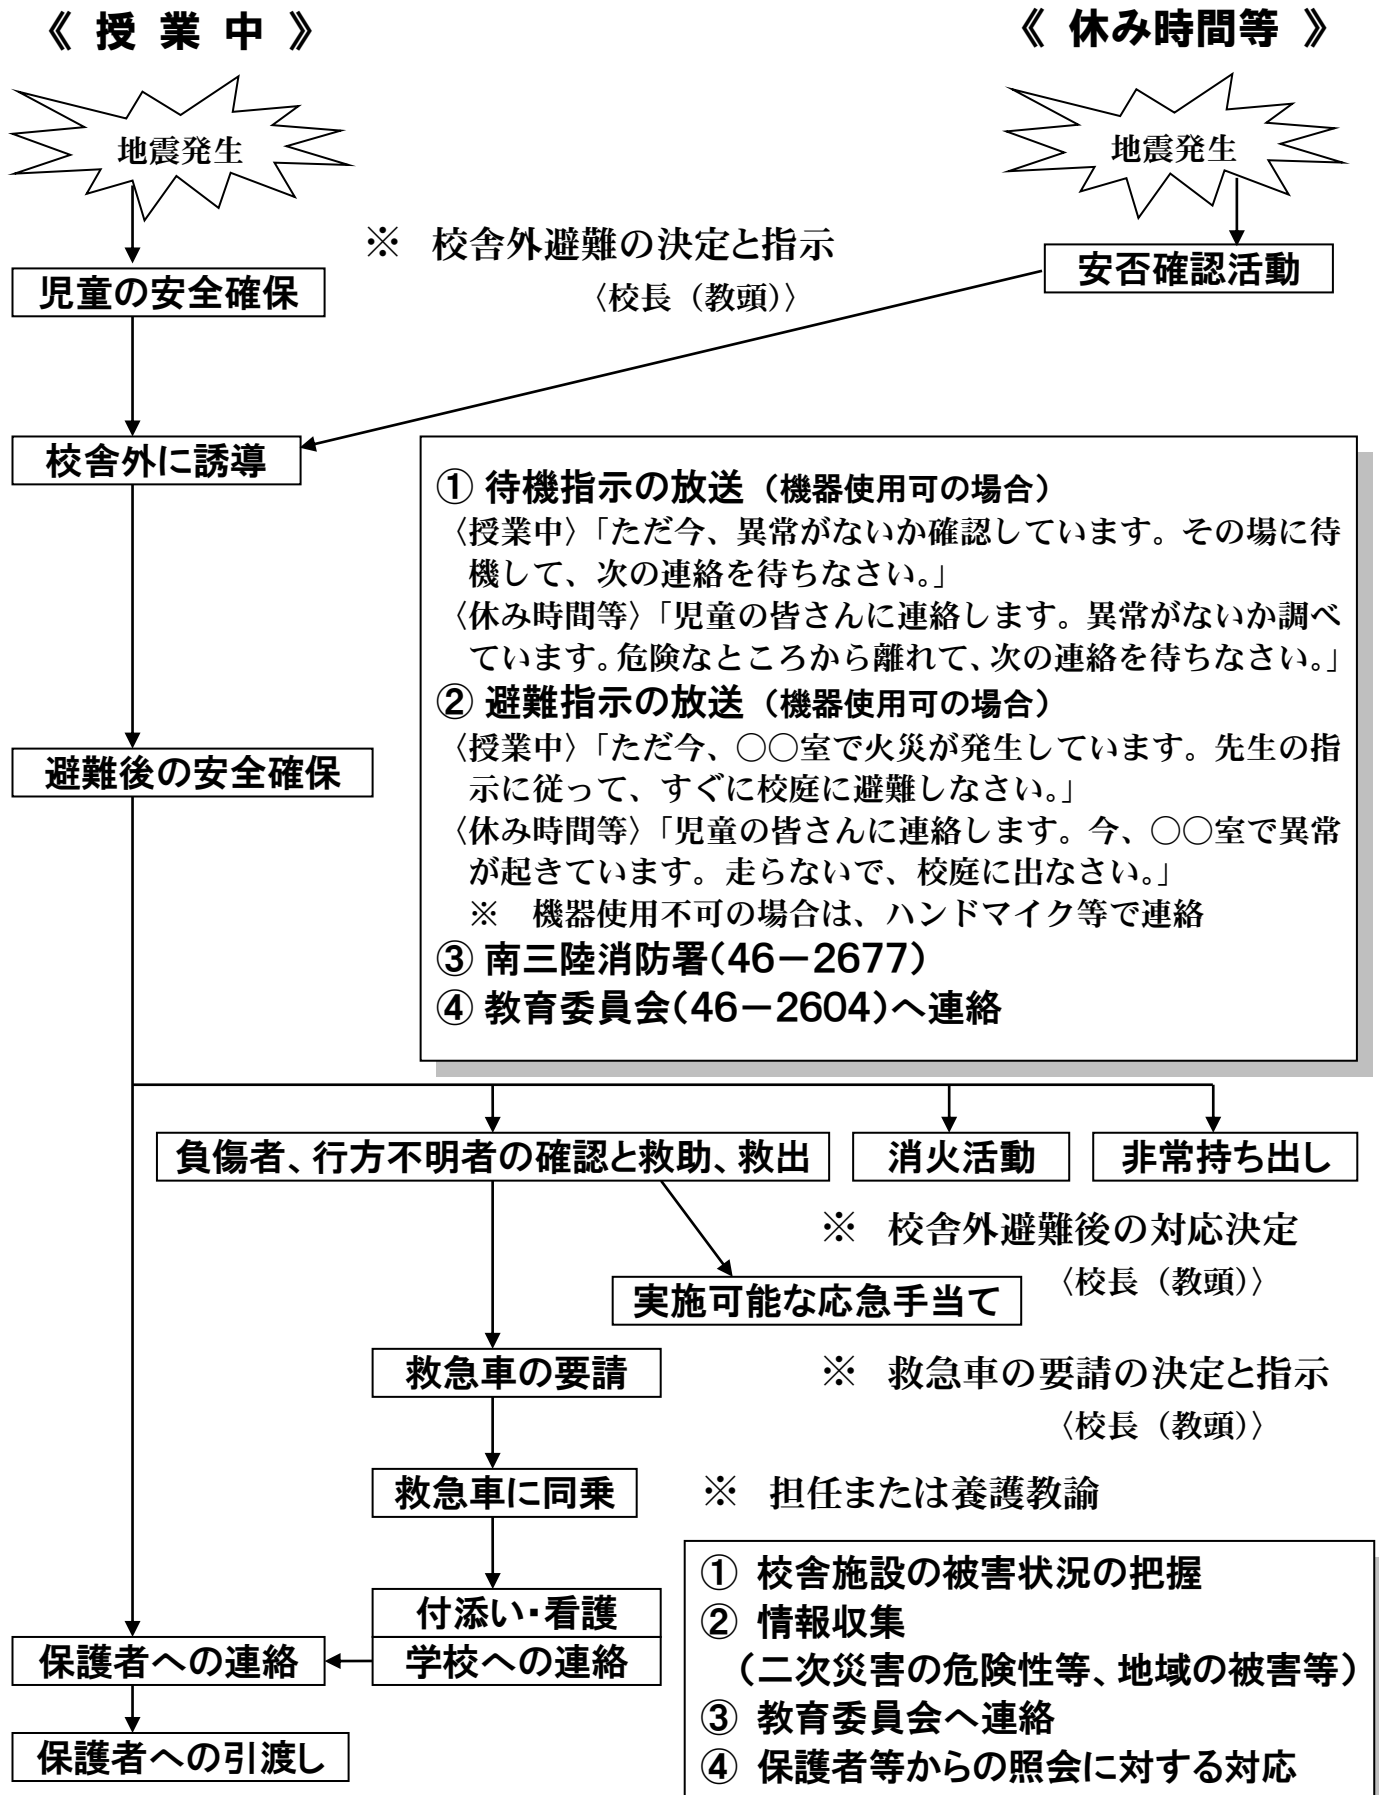 《 授 業 中 》
《 休み時間等 》
地震発生
地震発生
※ 校舎外避難の決定と指示
〈校長（教頭）〉
安否確認活動
児童の安全確保
校舎外に誘導
① 待機指示の放送（機器使用可の場合）
〈授業中〉「ただ今、異常がないか確認しています。その場に待
機して、次の連絡を待ちなさい。」
〈休み時間等〉「児童の皆さんに連絡します。異常がないか調べ
ています。危険なところから離れて、次の連絡を待ちなさい。」
② 避難指示の放送（機器使用可の場合）
〈授業中〉「ただ今、○○室で火災が発生しています。先生の指
示に従って、すぐに校庭に避難しなさい。」
〈休み時間等〉「児童の皆さんに連絡します。今、○○室で異常
が起きています。走らないで、校庭に出なさい。」
※ 機器使用不可の場合は、ハンドマイク等で連絡
③ 南三陸消防署（46－2677）
④ 教育委員会（46－2604）へ連絡
避難後の安全確保
負傷者、行方不明者の確認と救助、救出
消火活動
非常持ち出し
※ 校舎外避難後の対応決定
〈校長（教頭）〉
実施可能な応急手当て
救急車の要請
※ 救急車の要請の決定と指示
〈校長（教頭）〉
救急車に同乗
※ 担任または養護教諭
付添い・看護
学校への連絡
保護者への連絡
保護者への引渡し
① 校舎施設の被害状況の把握
② 情報収集
（二次災害の危険性等、地域の被害等）
③ 教育委員会へ連絡
④ 保護者等からの照会に対する対応